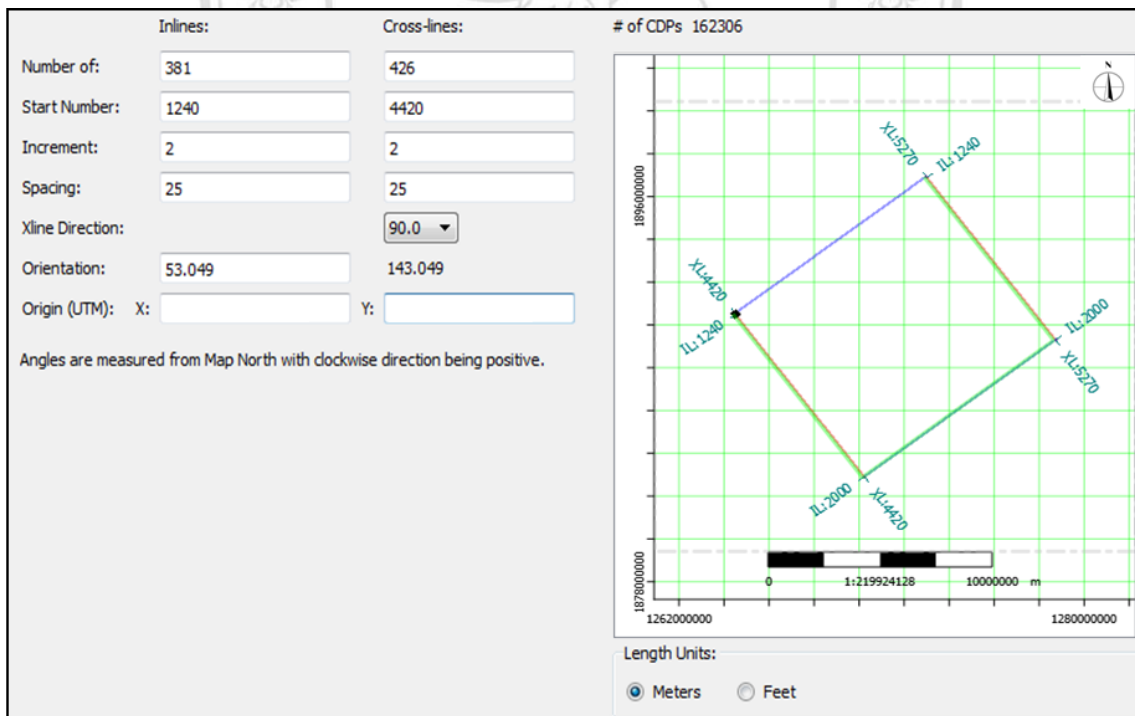 Inlines: Cross-lines: # of CDPs 162306
Number of: 381 426
Start Number: 1240 4420
Increment: 2 2
Spacing: 25 25
Xline Direction: 90.0
Orientation: 53.049 143.049
Origin (UTM): X: Y:
Angles are measured from Map North with clockwise direction being positive.
N
XL:5270
IL:1240
1896000000
XL:4420
IL:1240
IL:2000
XL:5270
IL:2000
XL:4420
0 1:219924128 10000000 m
1878000000
1262000000 1280000000
Length Units:
Meters Feet